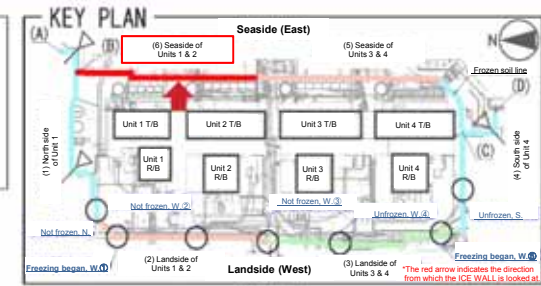 KEY PLAN
Seaside (East)
(A)
(B)
(6) Seaside of
Units 1 & 2
(5) Seaside of
Units 3 & 4
N
Frozen soil line
(D)
Unit 1 T/B
Unit 2 T/B
Unit 3 T/B
Unit 4 T/B
(C)
(1) North side
of Unit 1
(4) South side
of Unit 4
Unit 1
R/B
Unit 2
R/B
Unit 3
R/B
Unit 4
R/B
Not frozen, W.②
Not frozen, W.③
Unfrozen, W.④
Unfrozen, S.
Not frozen, N.
Freezing began, W.①
(2) Landside of
Units 1 & 2
Landside (West)
(3) Landside of
Units 3 & 4
Freezing began, W.
*The red arrow indicates the direction
from which the ICE WALL is looked at.